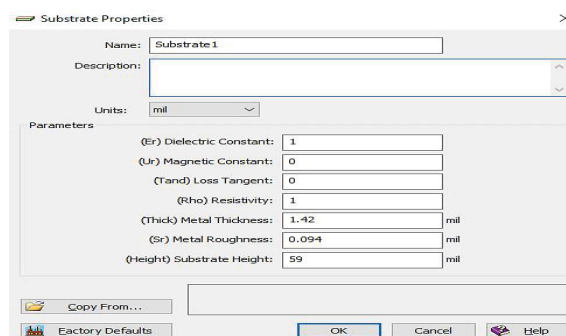 Substrate Properties
Name: Substrate1
Description:
Units: mil
Parameters
(Er) Dielectric Constant: 1
(Ur) Magnetic Constant: 0
(Tand) Loss Tangent: 0
(Rho) Resistivity: 1
(Thick) Metal Thickness: 1.42 mil
(Sr) Metal Roughness: 0.094 mil
(Height) Substrate Height: 59 mil
Copy From...
Factory Defaults OK Cancel Help